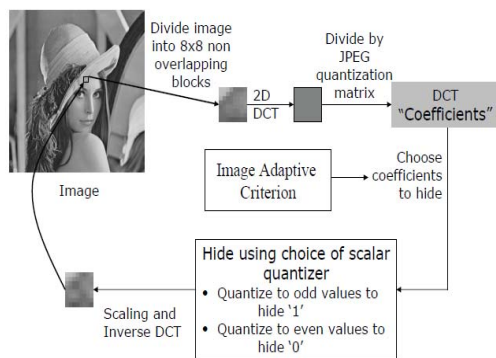 Divide image
into 8x8 non
overlapping
blocks
2D
DCT
Divide by
JPEG
quantization
matrix
DCT
“Coefficients”
Image
Image Adaptive
Criterion
Choose
coefficients
to hide
Hide using choice of scalar
quantizer
• Quantize to odd values to
hide ‘1’
• Quantize to even values to
hide ‘0’
Scaling and
Inverse DCT